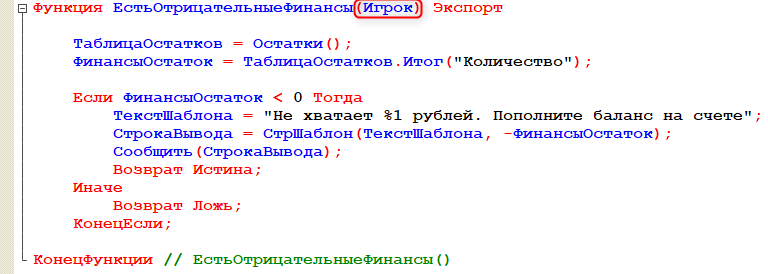 Функция ЕстьОтрицательныеФинансы(Игрок) Экспорт
ТаблицаОстатков = Остатки();
ФинансыОстаток = ТаблицаОстатков.Итог("Количество");
Если ФинансыОстаток < 0 Тогда
ТекстШаблона = "Не хватает %1 рублей. Пополните баланс на счете";
СтрокаВывода = СтрШаблон(ТекстШаблона, -ФинансыОстаток);
Сообщить(СтрокаВывода);
Возврат Истина;
Иначе
Возврат Ложь;
КонецЕсли;
КонецФункции // ЕстьОтрицательныеФинансы()